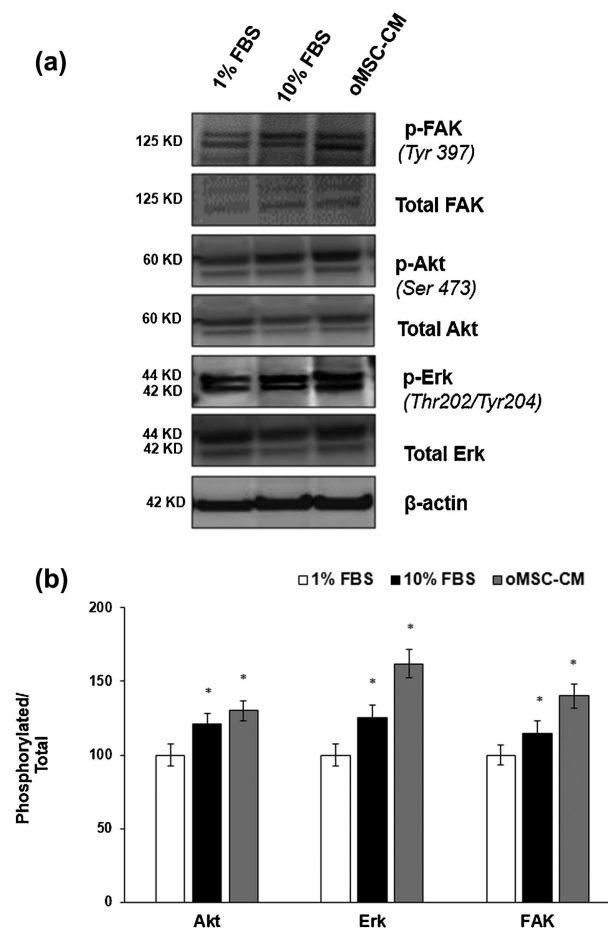 (a)
1% FBS
10% FBS
oMSC-CM
125 KD
p-FAK
(Tyr 397)
125 KD
Total FAK
60 KD
p-Akt
(Ser 473)
60 KD
Total Akt
44 KD
42 KD
p-Erk
(Thr202/Tyr204)
44 KD
42 KD
Total Erk
42 KD
β-actin
(b)
1% FBS 10% FBS oMSC-CM
Phosphorylated/
Total
200
150
100
50
0
* * * * * *
Akt Erk FAK